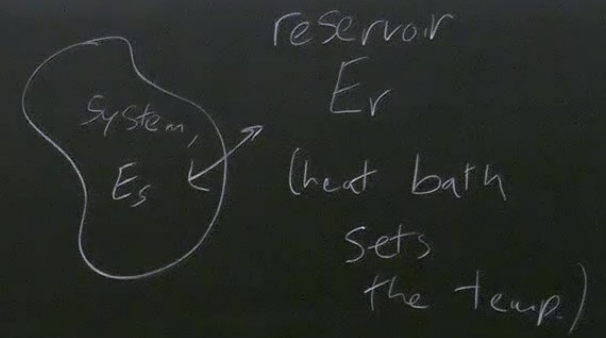 reservoir
Er
System,
Es
(heat bath
sets
the temp.)